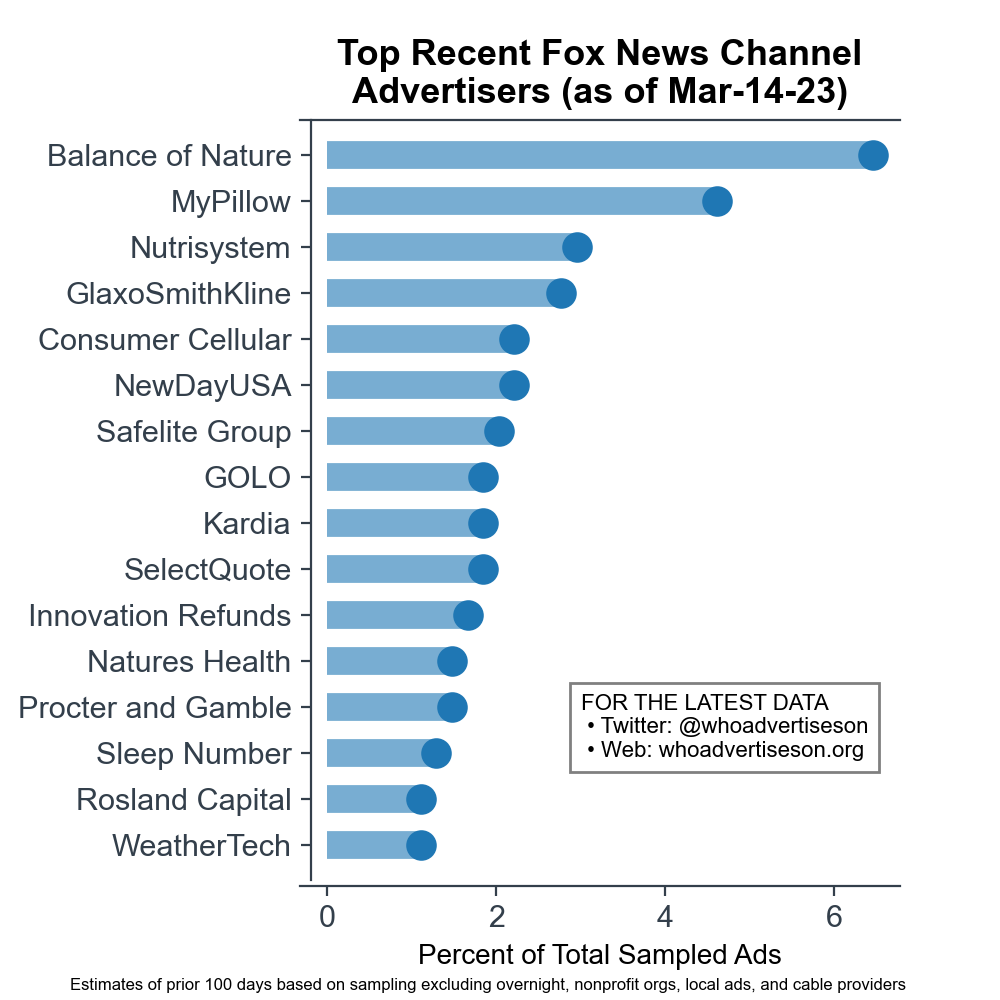 Top Recent Fox News Channel
Advertisers (as of Mar-14-23)
Balance of Nature
MyPillow
Nutrisystem
GlaxoSmithKline
Consumer Cellular
NewDayUSA
Safelite Group
GOLO
Kardia
SelectQuote
Innovation Refunds
Natures Health
Procter and Gamble
Sleep Number
Rosland Capital
WeatherTech
FOR THE LATEST DATA
• Twitter: @whoadvertiseson
• Web: whoadvertiseson.org
0 2 4 6
Percent of Total Sampled Ads
Estimates of prior 100 days based on sampling excluding overnight, nonprofit orgs, local ads, and cable providers